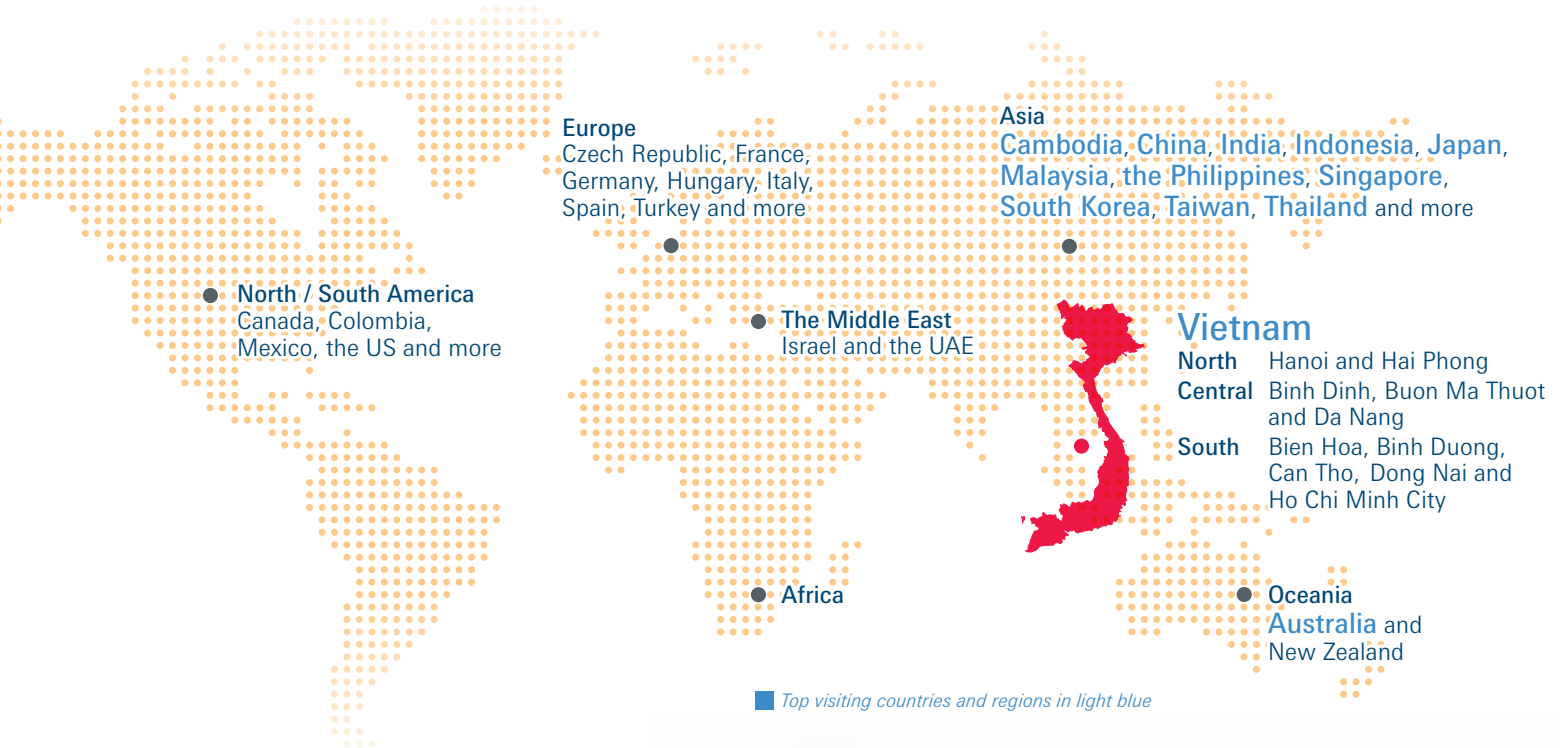 Europe
Czech Republic, France,
Germany, Hungary, Italy,
Spain, Turkey and more
Asia
Cambodia, China, India, Indonesia, Japan,
Malaysia, the Philippines, Singapore,
South Korea, Taiwan, Thailand and more
North / South America
Canada, Colombia,
Mexico, the US and more
The Middle East
Israel and the UAE
Vietnam
North Hanoi and Hai Phong
Central Binh Dinh, Buon Ma Thuot
and Da Nang
South Bien Hoa, Binh Duong,
Can Tho, Dong Nai and
Ho Chi Minh City
Africa
Oceania
Australia and
New Zealand
Top visiting countries and regions in light blue